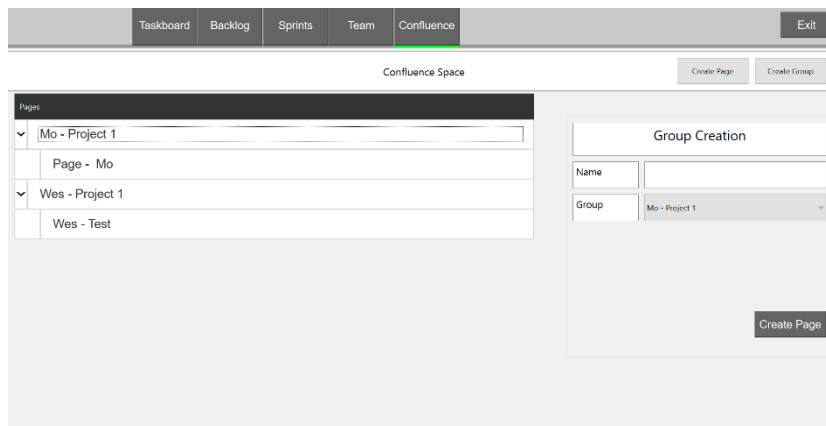 Taskboard Backlog Sprints Team Confluence Exit
Confluence Space Create Page Create Group
Pages
Mo - Project 1
Page - Mo
Wes - Project 1
Wes - Test
Group Creation
Name
Group Mo - Project 1
Create Page